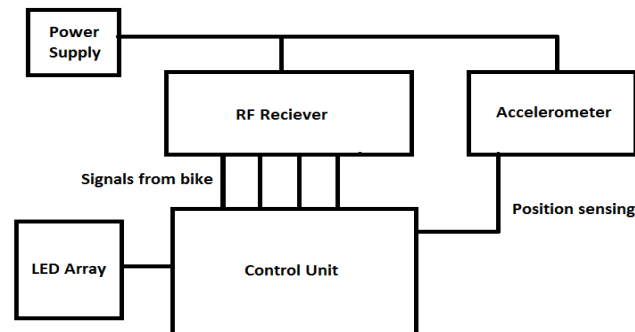 Power
Supply
RF Reciever
Accelerometer
Signals from bike
Position sensing
LED Array
Control Unit